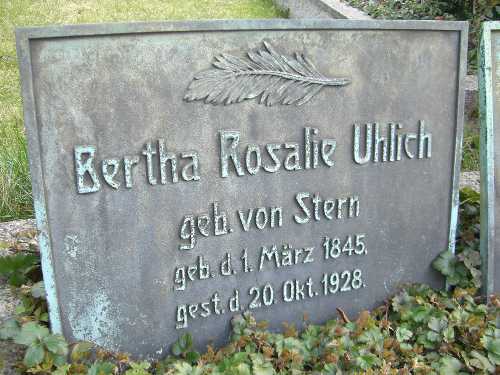 Bertha Rosalie Uhlich
geb. von Stern
geb. d. 1. März 1845.
gest. d. 20. Okt. 1928.